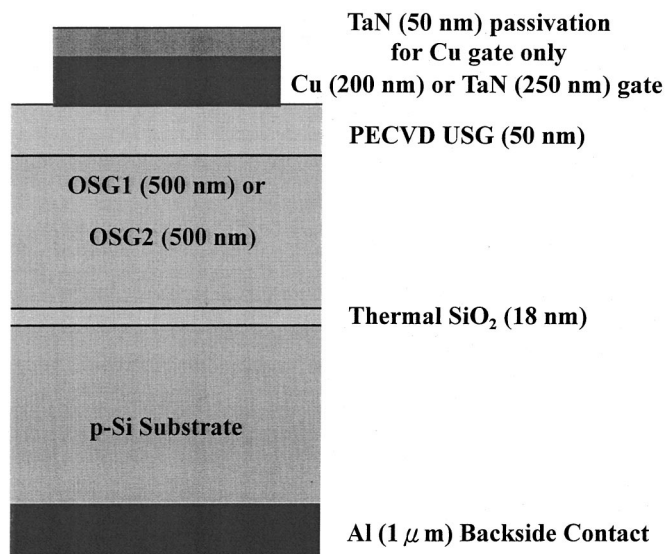 TaN (50 nm) passivation
for Cu gate only
Cu (200 nm) or TaN (250 nm) gate
PECVD USG (50 nm)
OSG1 (500 nm) or
OSG2 (500 nm)
Thermal SiO₂ (18 nm)
p-Si Substrate
Al (1 μm) Backside Contact